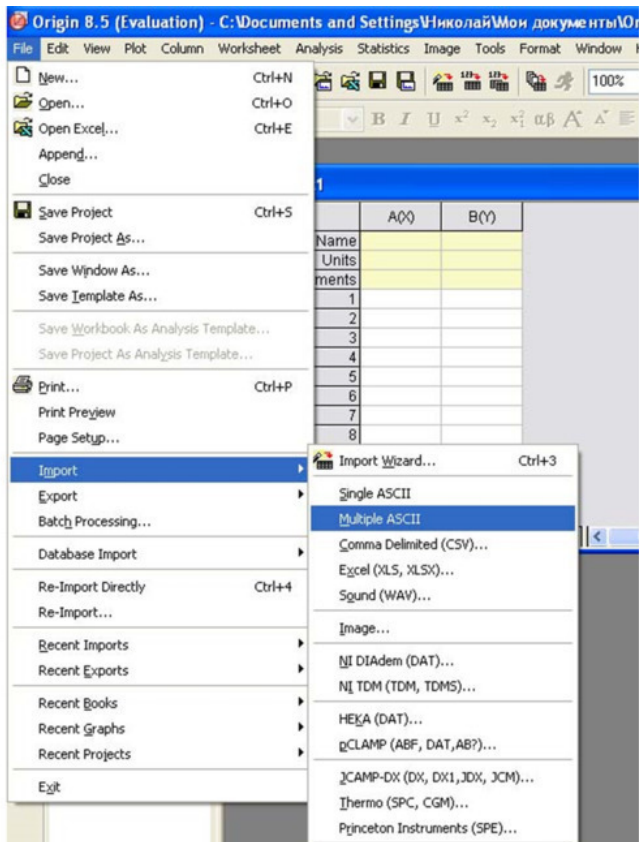 Origin 8.5 (Evaluation) - C:\Documents and Settings\Николай\Мои документы\Or
File Edit View Plot Column Worksheet Analysis Statistics Image Tools Format Window
New... Ctrl+N
Open... Ctrl+O
100%
Open Excel... Ctrl+E
B I U x² x₂ αβ A A
Append...
Close
1
Save Project Ctrl+S
A(X) B(Y)
Save Project As...
Name
Units
ments
Save Window As...
Save Template As...
1
2
3
4
5
6
7
8
Save Workbook As Analysis Template...
Save Project As Analysis Template...
Print... Ctrl+P
Print Preview
Page Setup...
Import
Export
Batch Processing...
Database Import
Re-Import Directly Ctrl+4
Re-Import...
Recent Imports
Recent Exports
Recent Books
Recent Graphs
Recent Projects
Exit
Import Wizard... Ctrl+3
Single ASCII
Multiple ASCII
Comma Delimited (CSV)...
Excel (XLS, XLSX)...
Sound (WAV)...
Image...
NI DIAdem (DAT)...
NI TDM (TDM, TDMS)...
HEKA (DAT)...
pCLAMP (ABF, DAT,AB?)...
JCAMP-DX (DX, DX1,JDX, JCM)...
Thermo (SPC, CGM)...
Princeton Instruments (SPE)...